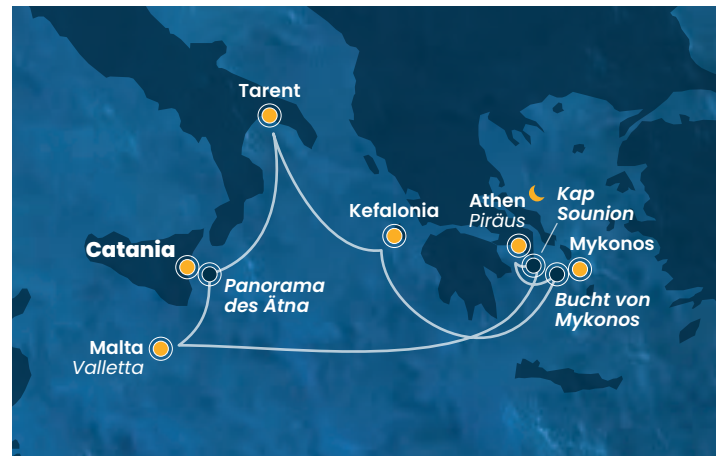 Tarent
Kefalonia
Athen
Piräus
Kap
Sounion
Mykonos
Catania
Panorama
des Ätna
Bucht von
Mykonos
Malta
Valletta